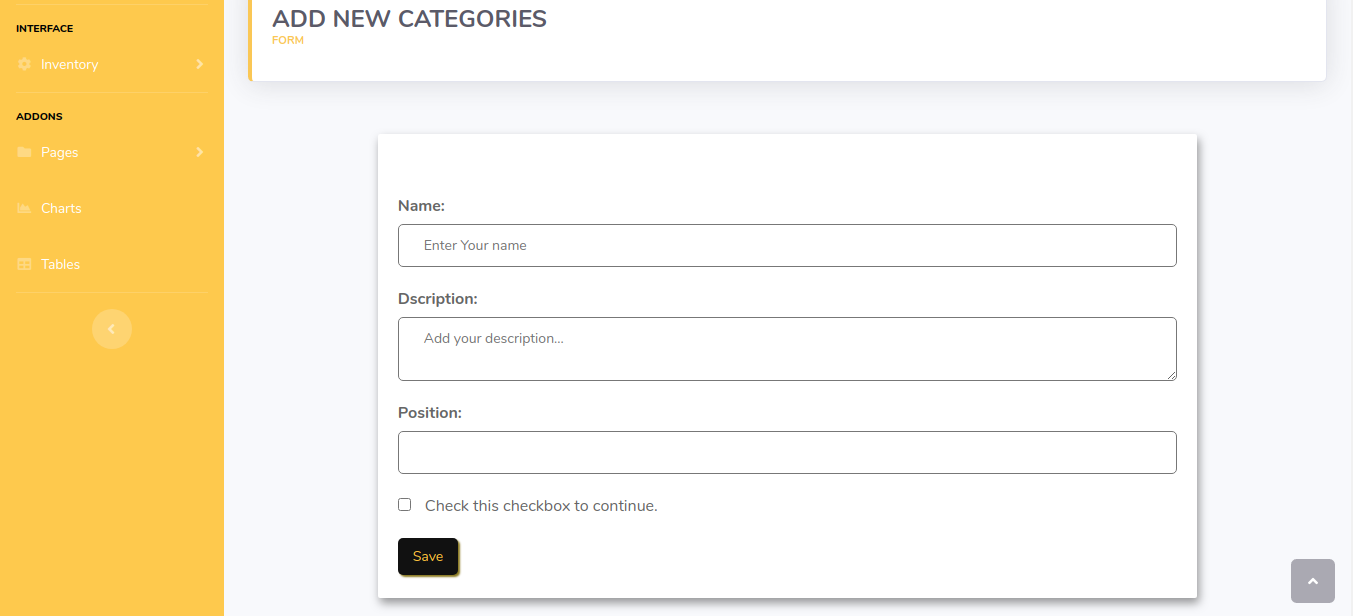 INTERFACE
Inventory
ADDONS
Pages
Charts
Tables
ADD NEW CATEGORIES
FORM
Name:
Enter Your name
Dscription:
Add your description...
Position:
Check this checkbox to continue.
Save